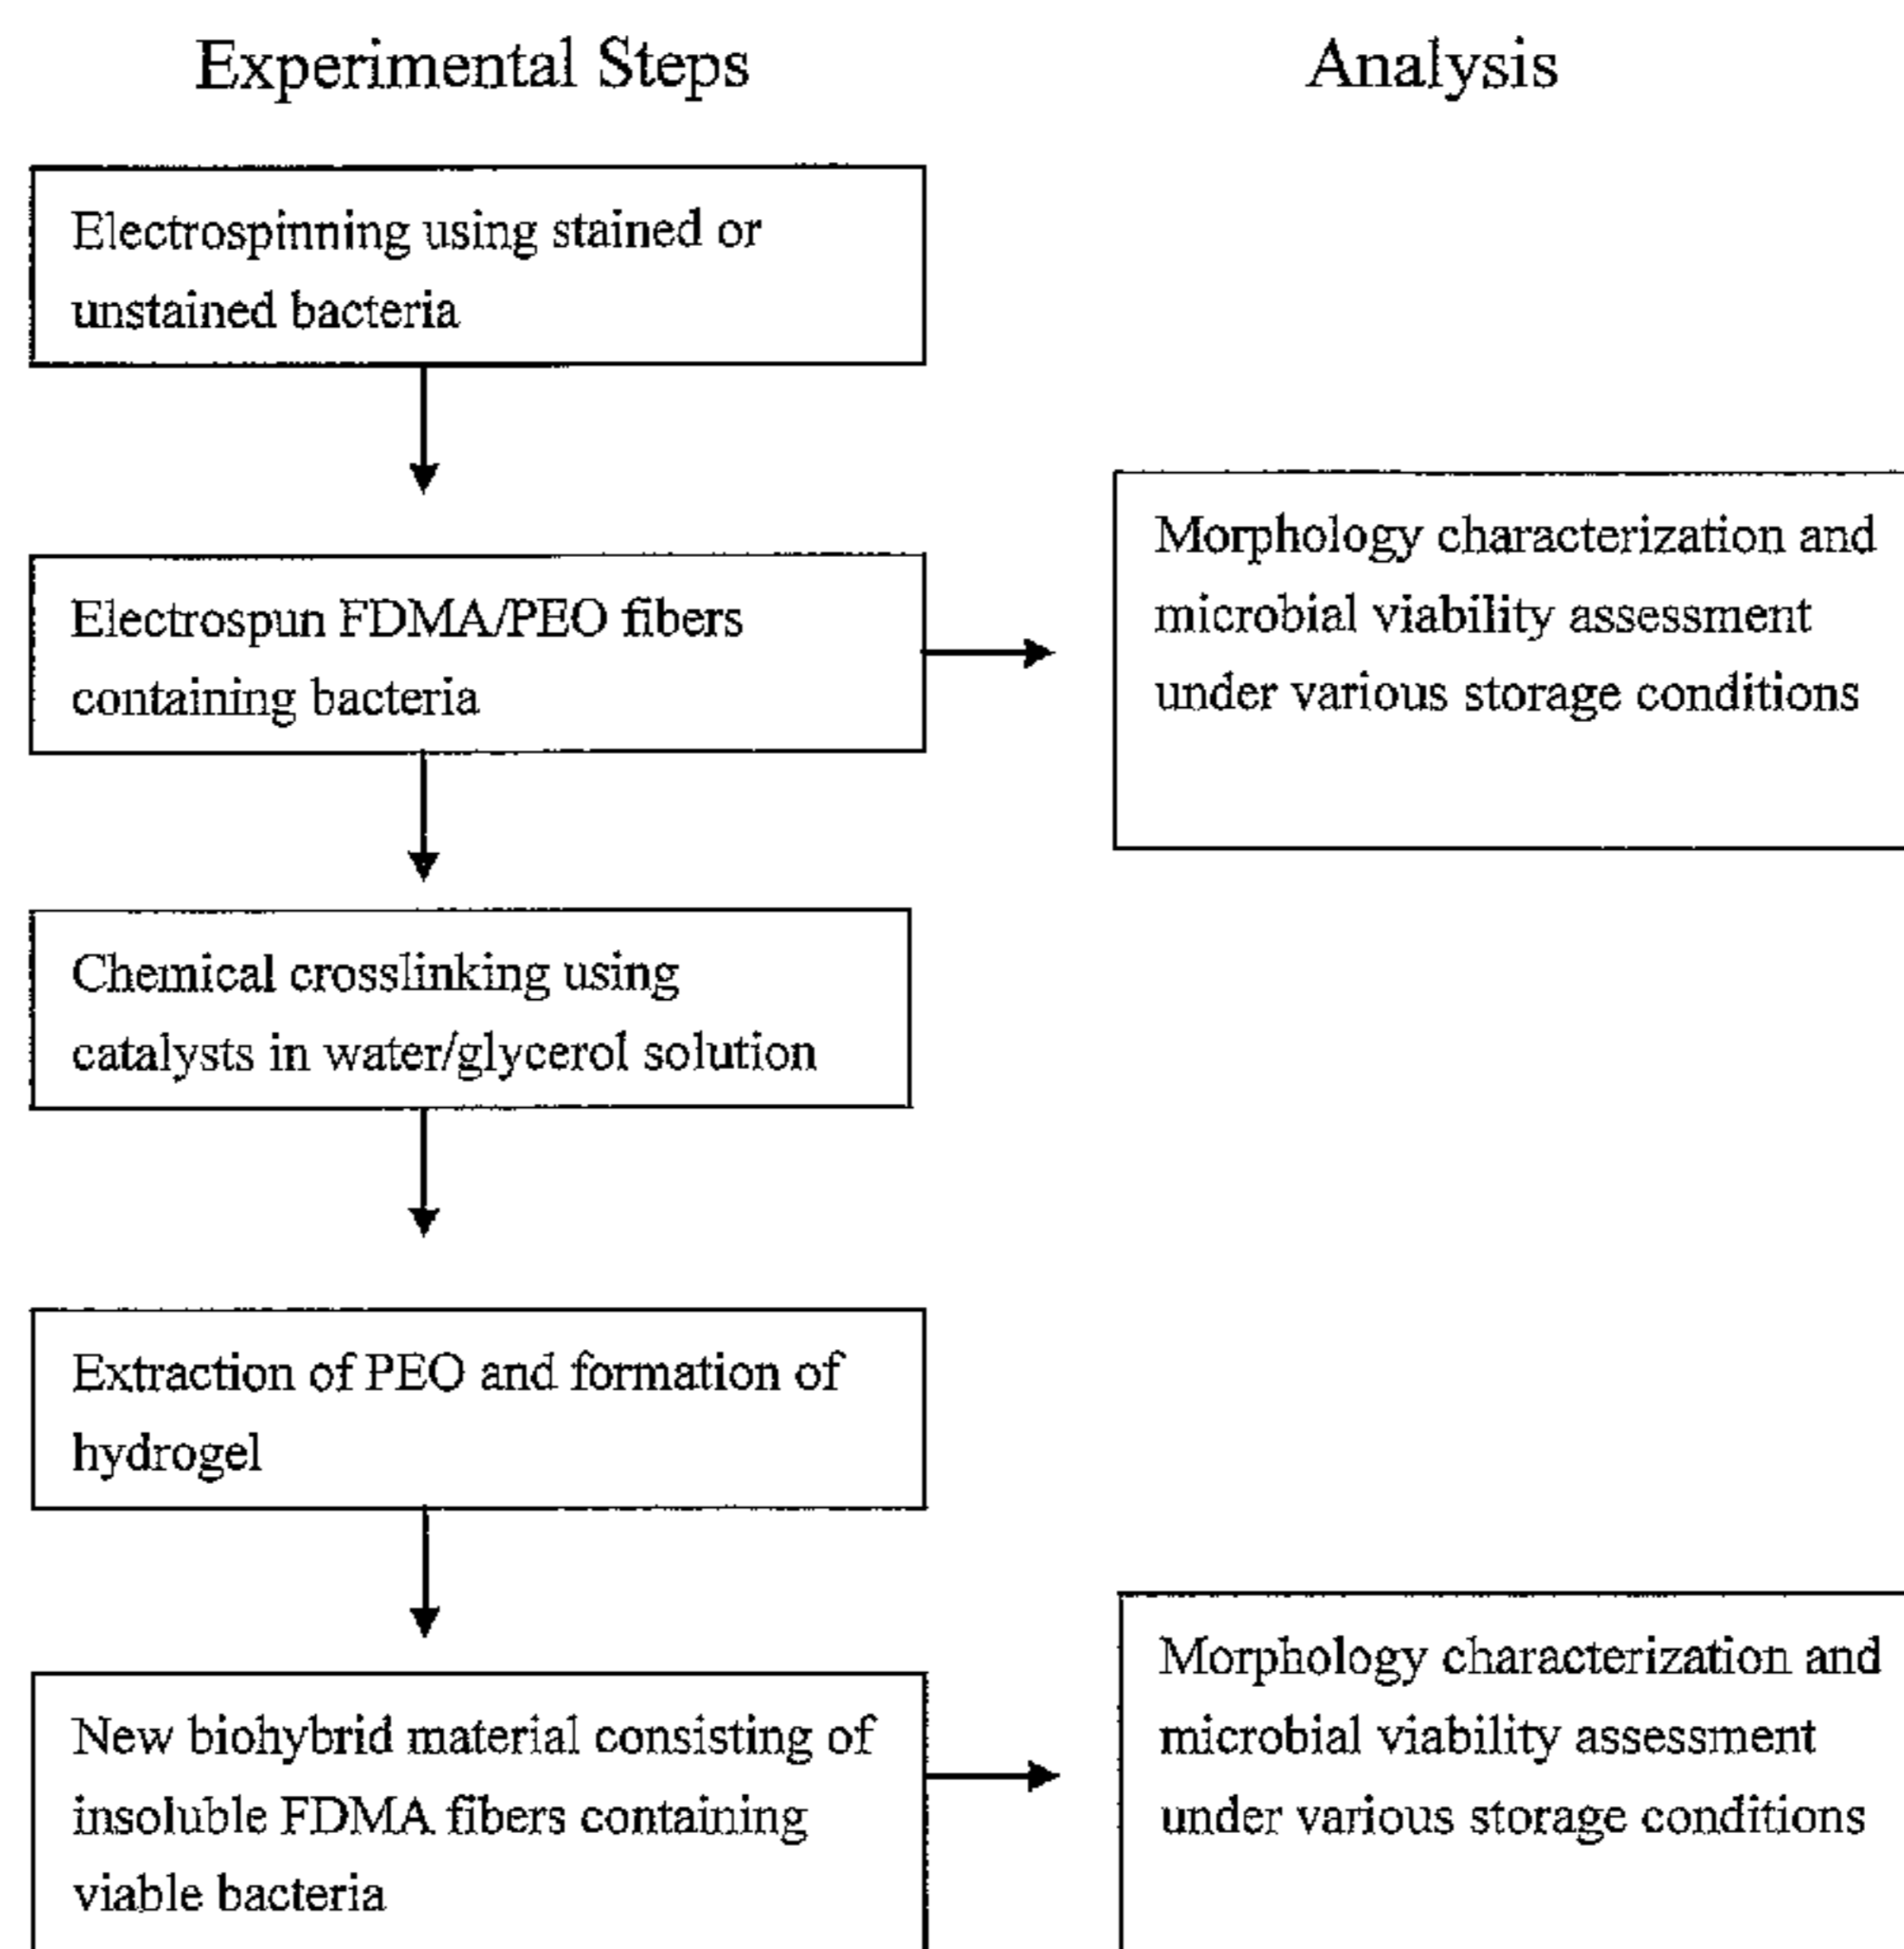 Experimental Steps
Analysis
Electrospinning using stained or
unstained bacteria
Electrospun FDMA/PEO fibers
containing bacteria
Morphology characterization and
microbial viability assessment
under various storage conditions
Chemical crosslinking using
catalysts in water/glycerol solution
Extraction of PEO and formation of
hydrogel
New biohybrid material consisting of
insoluble FDMA fibers containing
viable bacteria
Morphology characterization and
microbial viability assessment
under various storage conditions